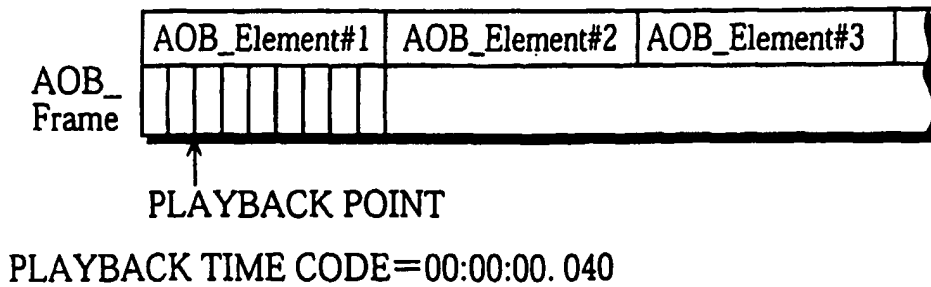 AOB_Element#1 AOB_Element#2 AOB_Element#3
AOB_
Frame
PLAYBACK POINT
PLAYBACK TIME CODE=00:00:00. 040